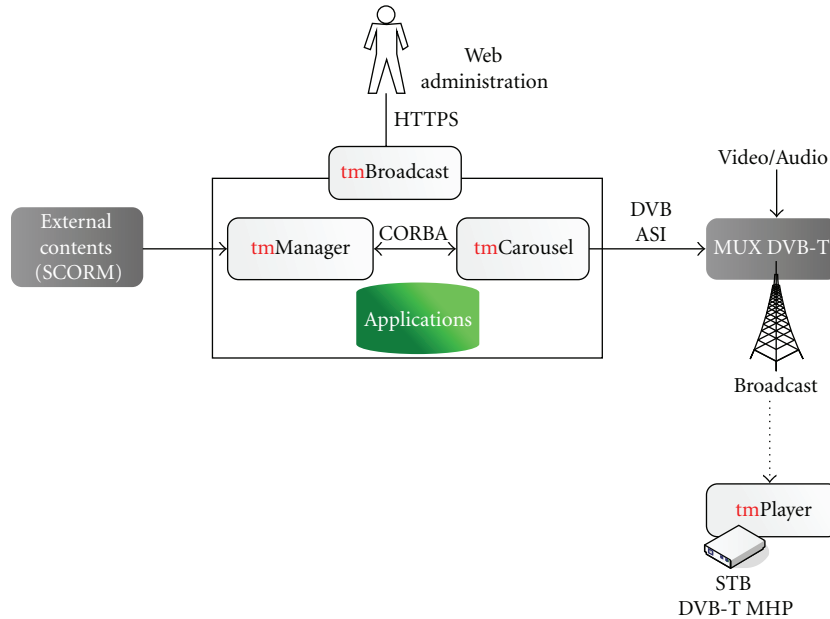 Web
administration
HTTPS
tmBroadcast
Video/Audio
External
contents
(SCORM)
tmManager
CORBA
tmCarousel
DVB
ASI
MUX DVB-T
Applications
Broadcast
tmPlayer
STB
DVB-T MHP